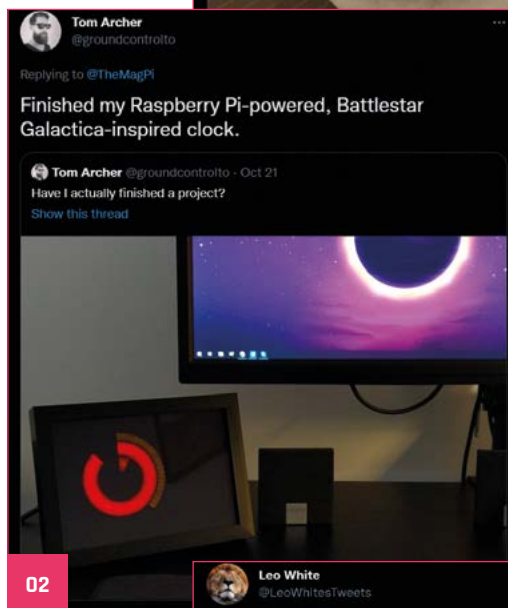 Tom Archer
@groundcontrolto
Replying to @TheMagPi
Finished my Raspberry Pi-powered, Battlestar
Galactica-inspired clock.
Tom Archer @groundcontrolto · Oct 21
Have I actually finished a project?
Show this thread
02
Leo White
@LeoWhitesTweets